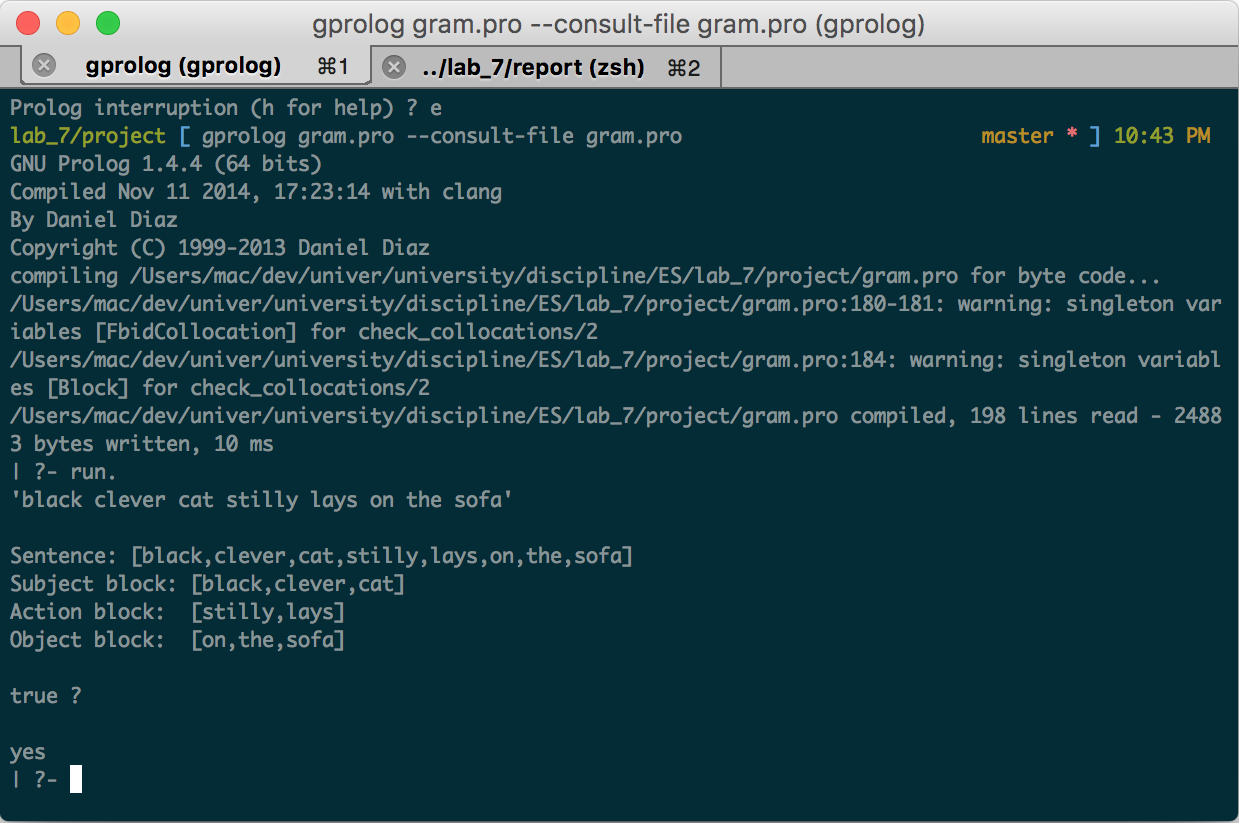 gprolog gram.pro --consult-file gram.pro (gprolog)
gprolog (gprolog) ⌘1 ../lab_7/report (zsh) ⌘2
Prolog interruption (h for help) ? e
lab_7/project [ gprolog gram.pro --consult-file gram.pro master * ] 10:43 PM
GNU Prolog 1.4.4 (64 bits)
Compiled Nov 11 2014, 17:23:14 with clang
By Daniel Diaz
Copyright (C) 1999-2013 Daniel Diaz
compiling /Users/mac/dev/univer/university/discipline/ES/lab_7/project/gram.pro for byte code...
/Users/mac/dev/univer/university/discipline/ES/lab_7/project/gram.pro:180-181: warning: singleton var
iables [FbidCollocation] for check_collocations/2
/Users/mac/dev/univer/university/discipline/ES/lab_7/project/gram.pro:184: warning: singleton variabl
es [Block] for check_collocations/2
/Users/mac/dev/univer/university/discipline/ES/lab_7/project/gram.pro compiled, 198 lines read - 2488
3 bytes written, 10 ms
| ?- run.
'black clever cat stilly lays on the sofa'
Sentence: [black,clever,cat,stilly,lays,on,the,sofa]
Subject block: [black,clever,cat]
Action block:  [stilly,lays]
Object block:  [on,the,sofa]
true ?
yes
| ?-